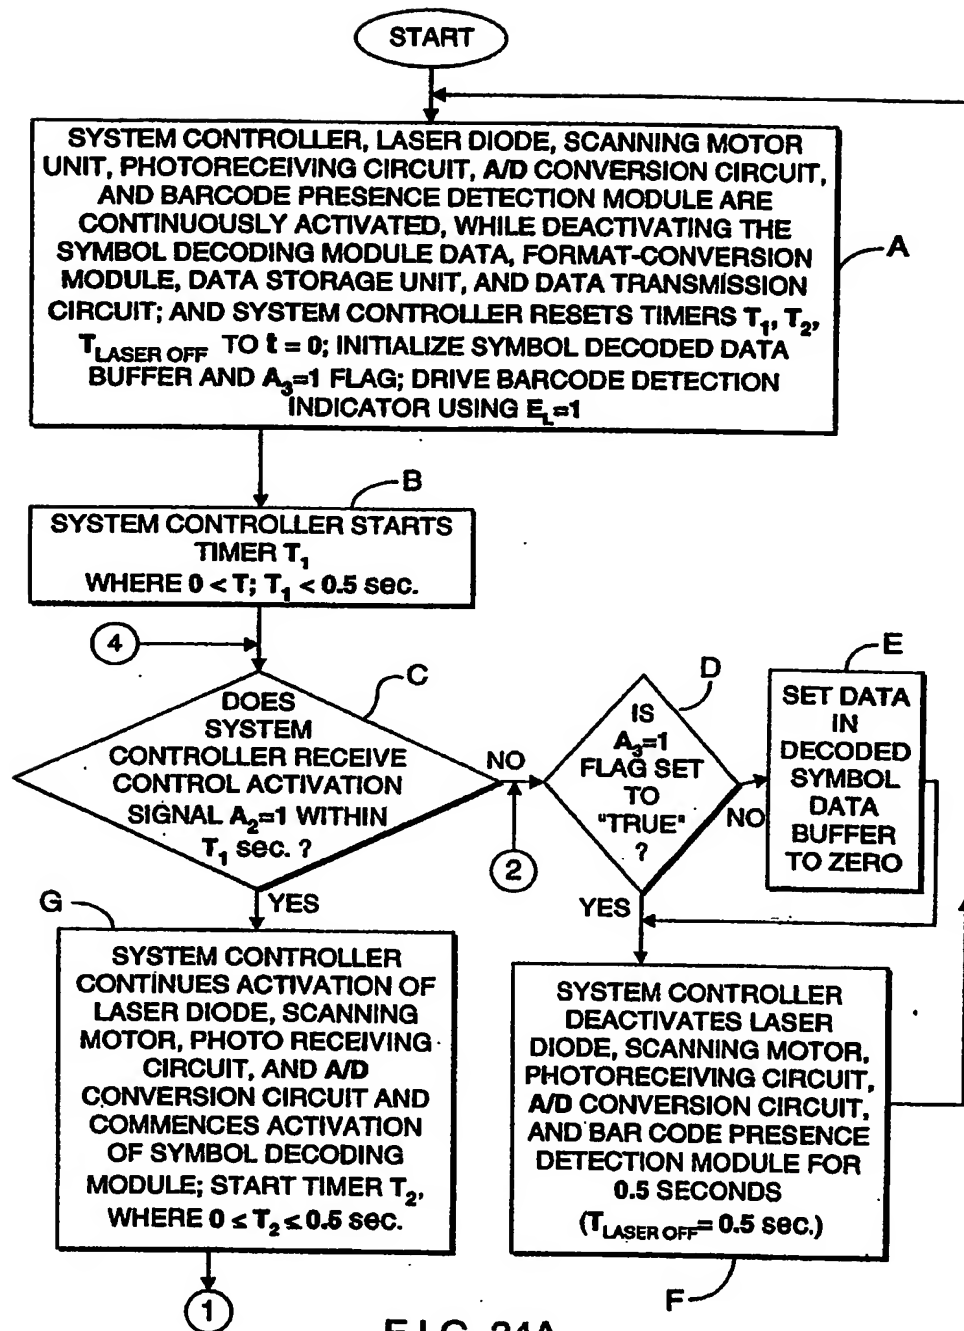 START
SYSTEM CONTROLLER, LASER DIODE, SCANNING MOTOR
UNIT, PHOTORECEIVING CIRCUIT, A/D CONVERSION CIRCUIT,
AND BARCODE PRESENCE DETECTION MODULE ARE
CONTINUOUSLY ACTIVATED, WHILE DEACTIVATING THE
SYMBOL DECODING MODULE DATA, FORMAT-CONVERSION
MODULE, DATA STORAGE UNIT, AND DATA TRANSMISSION
CIRCUIT; AND SYSTEM CONTROLLER RESETS TIMERS T1, T2,
TLASER OFF TO t = 0; INITIALIZE SYMBOL DECODED DATA
BUFFER AND A3=1 FLAG; DRIVE BARCODE DETECTION
INDICATOR USING EL=1
A
B
SYSTEM CONTROLLER STARTS
TIMER T1
WHERE 0 < T; T1 < 0.5 sec.
4
C
DOES
SYSTEM
CONTROLLER RECEIVE
CONTROL ACTIVATION
SIGNAL A2=1 WITHIN
T1 sec. ?
NO
2
YES
D
IS
A3=1
FLAG SET
TO
"TRUE"
?
NO
YES
E
SET DATA
IN
DECODED
SYMBOL
DATA
BUFFER
TO ZERO
G
SYSTEM CONTROLLER
CONTINUES ACTIVATION OF
LASER DIODE, SCANNING
MOTOR, PHOTO RECEIVING
CIRCUIT, AND A/D
CONVERSION CIRCUIT AND
COMMENCES ACTIVATION
OF SYMBOL DECODING
MODULE; START TIMER T2,
WHERE 0 ≤ T2 ≤ 0.5 sec.
1
SYSTEM CONTROLLER
DEACTIVATES LASER
DIODE, SCANNING MOTOR,
PHOTORECEIVING CIRCUIT,
A/D CONVERSION CIRCUIT,
AND BAR CODE PRESENCE
DETECTION MODULE FOR
0.5 SECONDS
(TLASER OFF= 0.5 sec.)
F
FIG. 24A